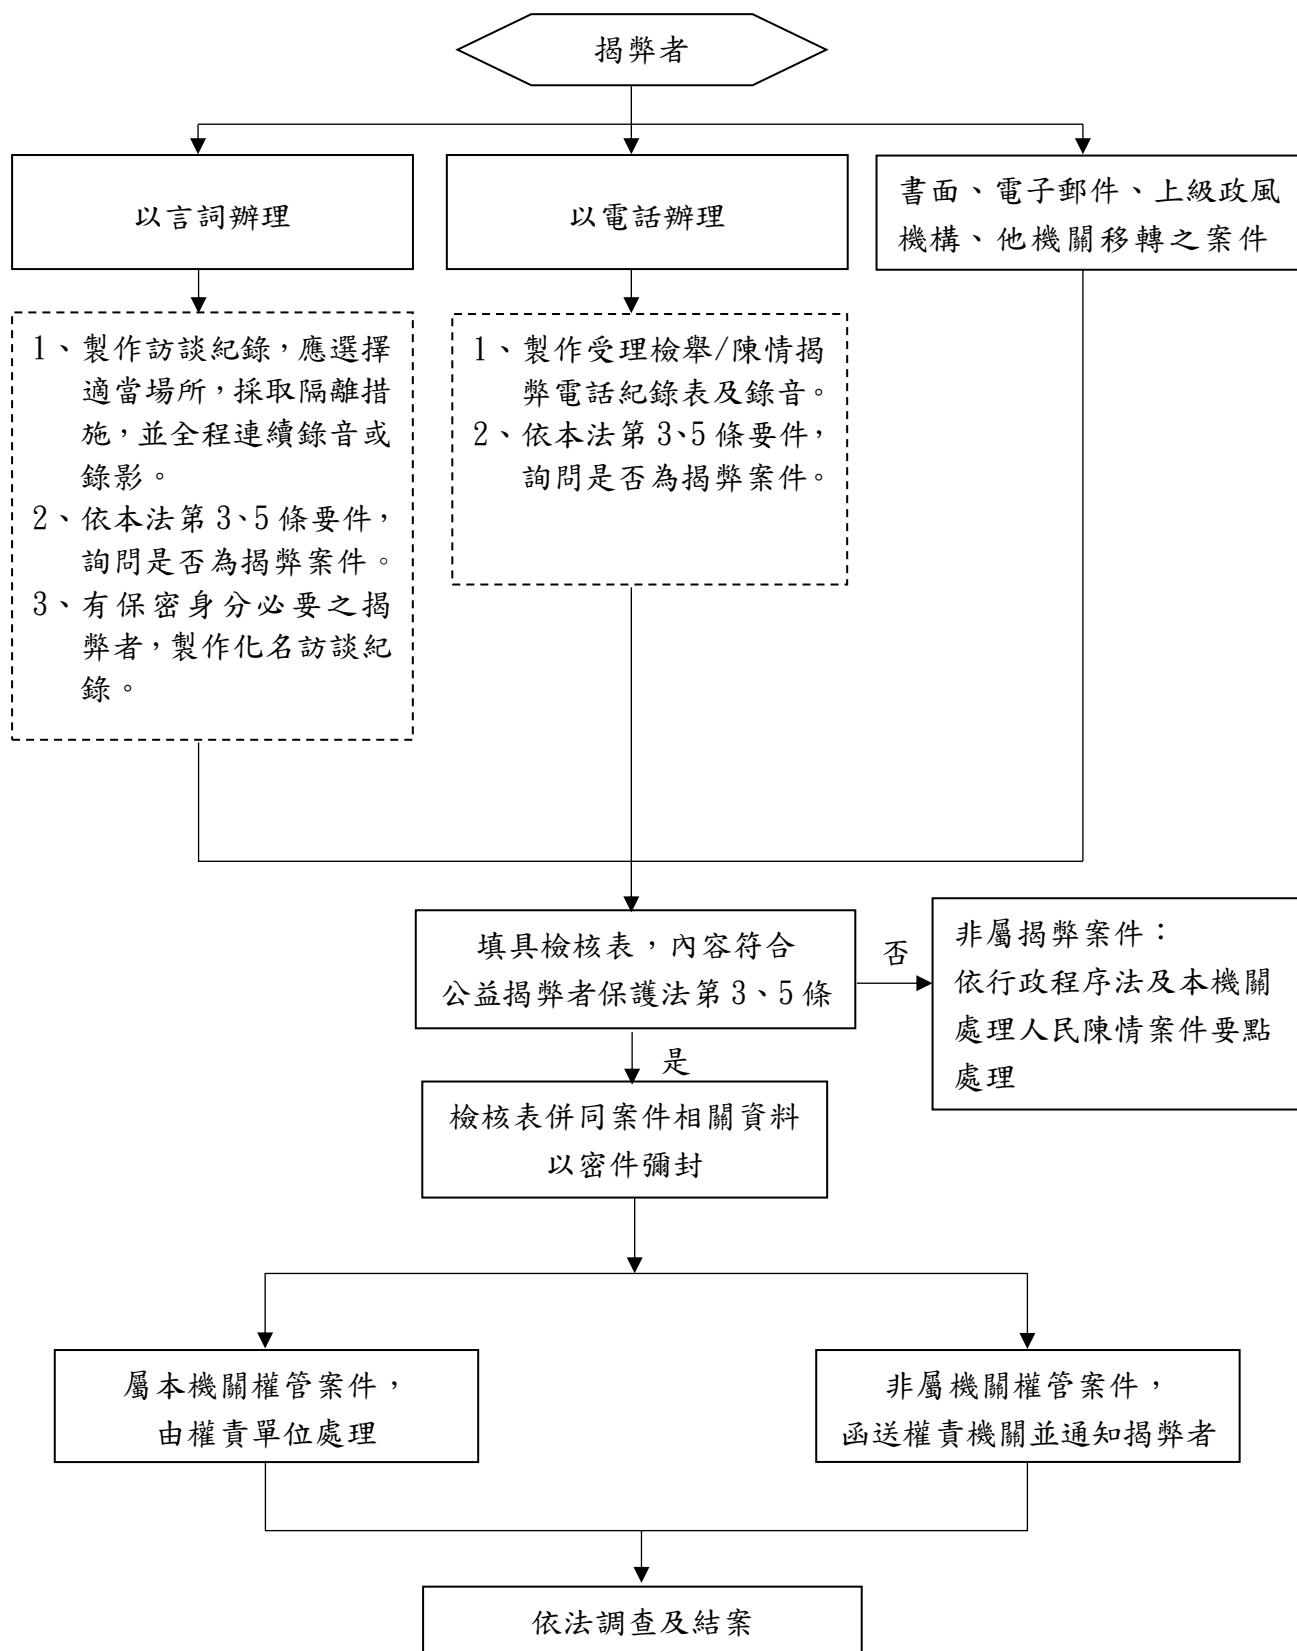 揭弊者
以言詞辦理
以電話辦理
書面、電子郵件、上級政風
機構、他機關移轉之案件
1、製作訪談紀錄，應選擇
適當場所，採取隔離措
施，並全程連續錄音或
錄影。
2、依本法第 3、5 條要件，
詢問是否為揭弊案件。
3、有保密身分必要之揭
弊者，製作化名訪談紀
錄。
1、製作受理檢舉/陳情揭
弊電話紀錄表及錄音。
2、依本法第 3、5 條要件，
詢問是否為揭弊案件。
填具檢核表，內容符合
公益揭弊者保護法第 3、5 條
否
非屬揭弊案件：
依行政程序法及本機關
處理人民陳情案件要點
處理
是
檢核表併同案件相關資料
以密件彌封
屬本機關權管案件，
由權責單位處理
非屬機關權管案件，
函送權責機關並通知揭弊者
依法調查及結案